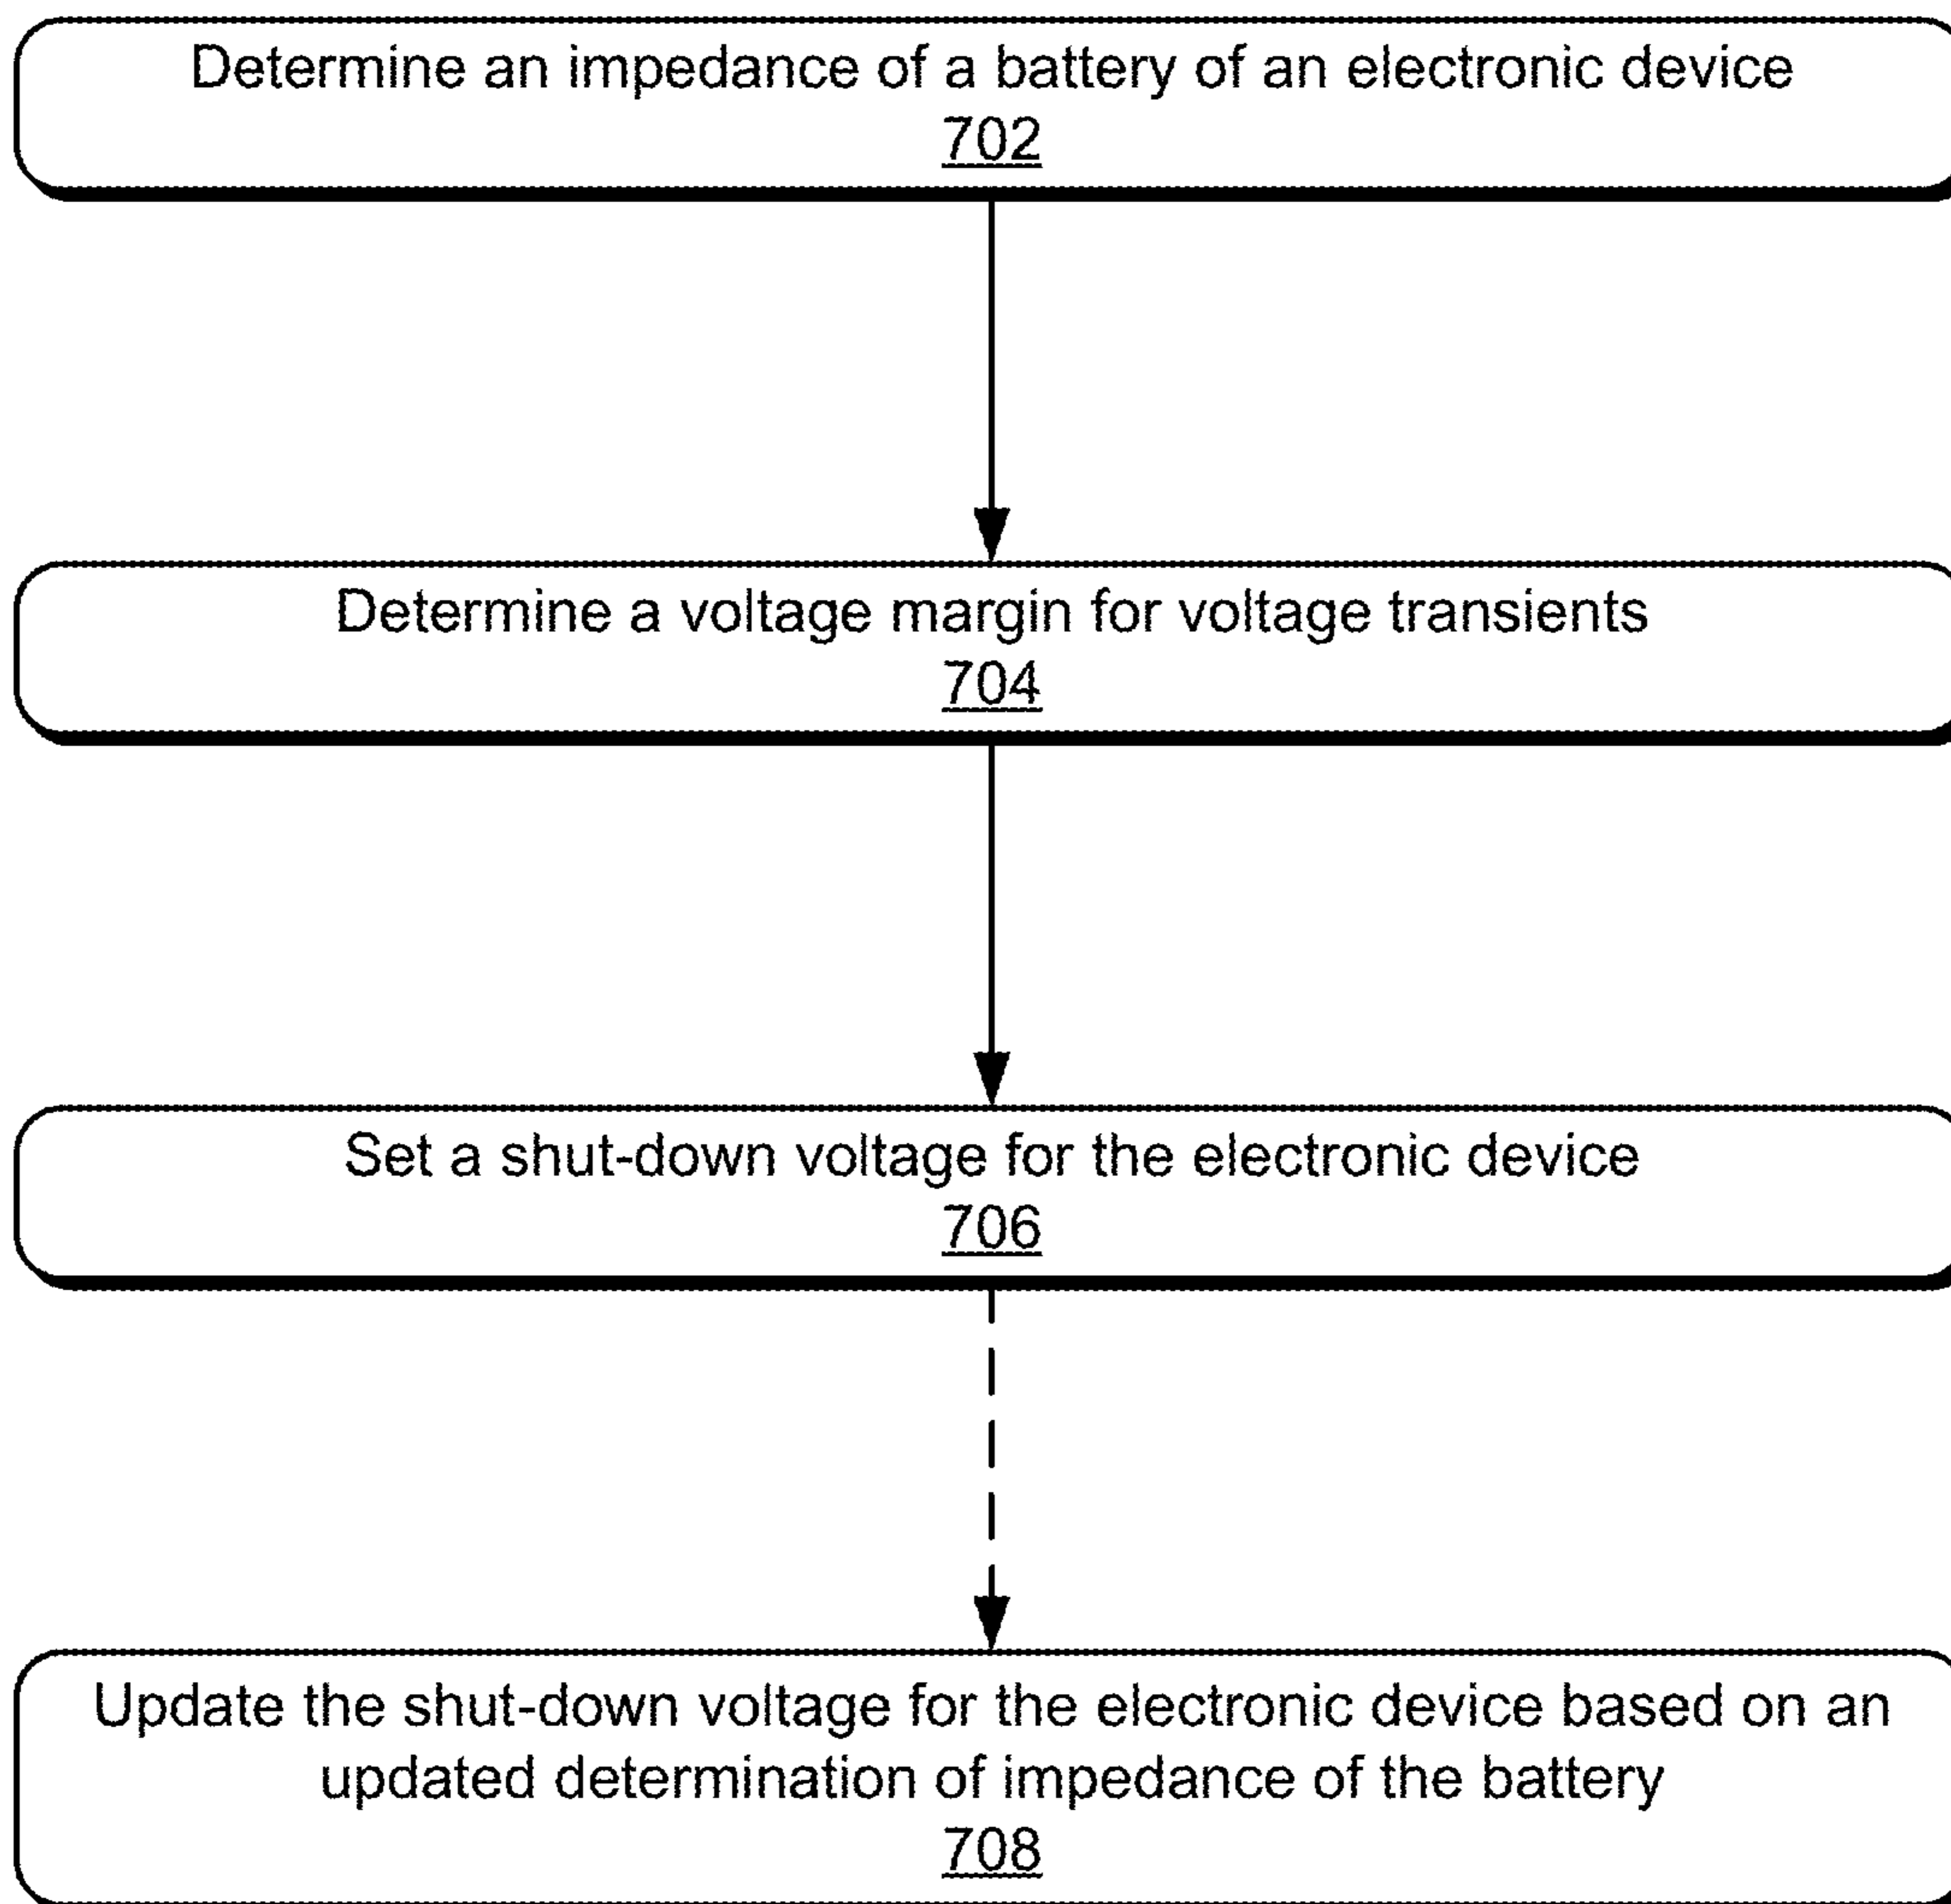 Determine an impedance of a battery of an electronic device
702
Determine a voltage margin for voltage transients
704
Set a shut-down voltage for the electronic device
706
Update the shut-down voltage for the electronic device based on an
updated determination of impedance of the battery
708